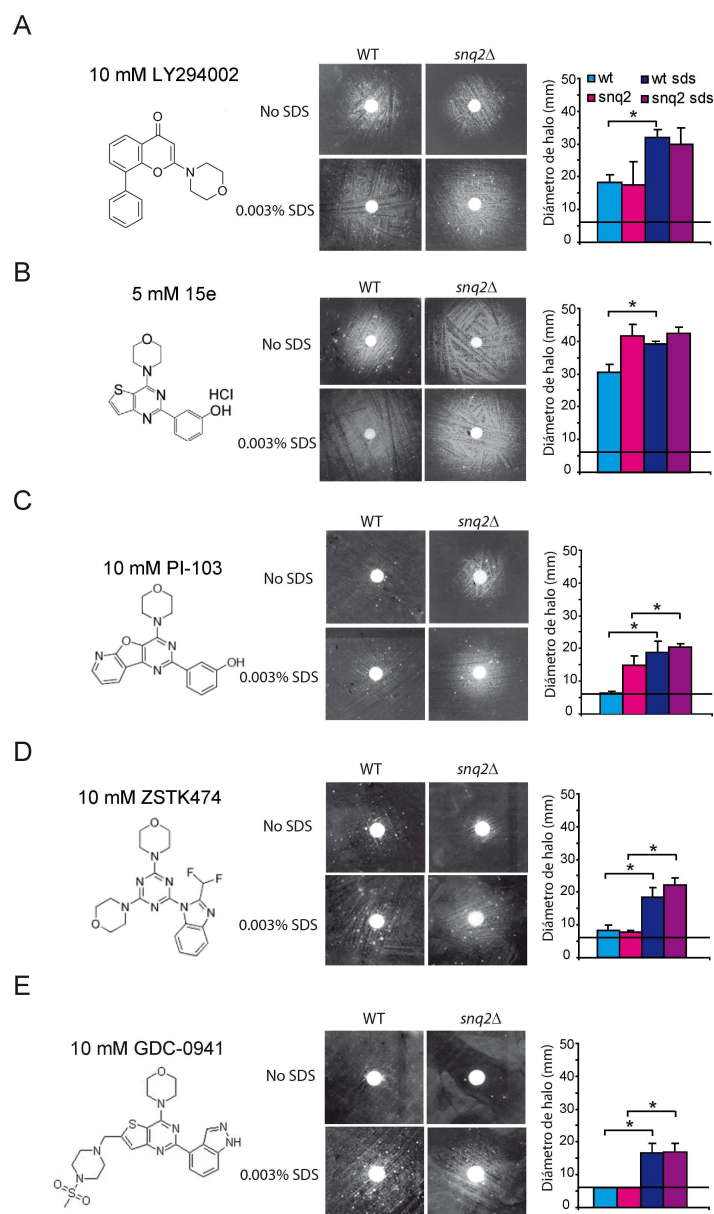 A
10 mM LY294002
WT
snq2Δ
No SDS
0.003% SDS
O
O
N
O
Diámetro de halo (mm)
50
40
30
20
10
0
wt
wt sds
snq2
snq2 sds
*
B
5 mM 15e
WT
snq2Δ
No SDS
0.003% SDS
O
N
S
N
N
HCl
OH
Diámetro de halo (mm)
50
40
30
20
10
0
*
C
10 mM PI-103
WT
snq2Δ
No SDS
0.003% SDS
O
N
O
N
N
N
OH
Diámetro de halo (mm)
50
40
30
20
10
0
*
*
D
10 mM ZSTK474
WT
snq2Δ
No SDS
0.003% SDS
O
N
F
F
N
N
N
N
N
N
O
Diámetro de halo (mm)
50
40
30
20
10
0
*
*
E
10 mM GDC-0941
WT
snq2Δ
No SDS
0.003% SDS
O
N
S
N
N
N
NH
N
N
O
S
O
Diámetro de halo (mm)
50
40
30
20
10
0
*
*